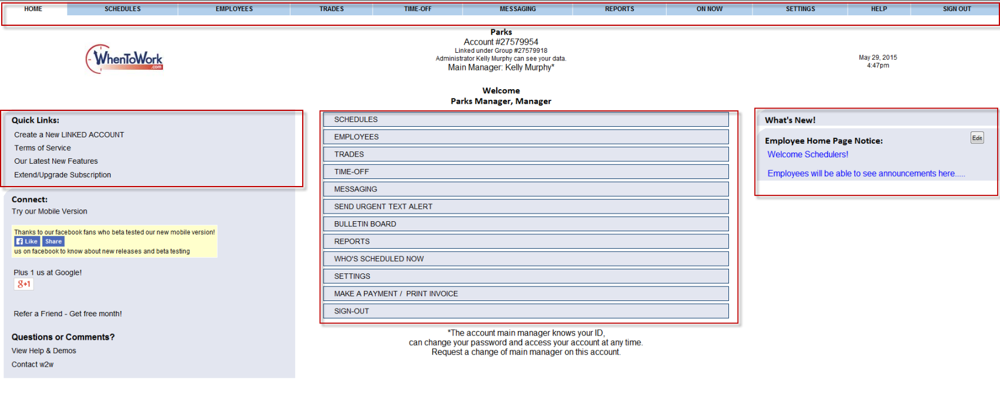 HOME SCHEDULES EMPLOYEES TRADES TIME-OFF MESSAGING REPORTS ON NOW SETTINGS HELP SIGN OUT
WhenToWork
.com
Parks
Account #27579954
Linked under Group #27579918
Administrator Kelly Murphy can see your data.
Main Manager: Kelly Murphy*
May 29, 2015
4:47pm
Welcome
Parks Manager, Manager
Quick Links:
Create a New LINKED ACCOUNT
Terms of Service
Our Latest New Features
Extend/Upgrade Subscription
Connect:
Try our Mobile Version
Thanks to our facebook fans who beta tested our new mobile version!
Like Share
us on facebook to know about new releases and beta testing
Plus 1 us at Google!
g+1
Refer a Friend - Get free month!
Questions or Comments?
View Help & Demos
Contact w2w
SCHEDULES
EMPLOYEES
TRADES
TIME-OFF
MESSAGING
SEND URGENT TEXT ALERT
BULLETIN BOARD
REPORTS
WHO'S SCHEDULED NOW
SETTINGS
MAKE A PAYMENT / PRINT INVOICE
SIGN-OUT
*The account main manager knows your ID,
can change your password and access your account at any time.
Request a change of main manager on this account.
What's New!
Employee Home Page Notice:
Edit
Welcome Schedulers!
Employees will be able to see announcements here.....